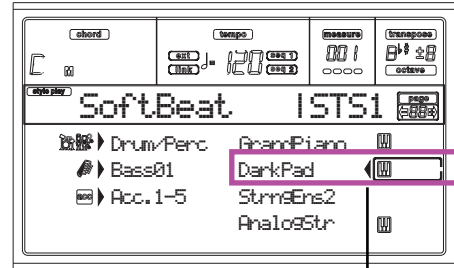 chord tempo measure transpose
C M ext link = 120 seq 1 seq 2 001 octave
style play SoftBeat |STS1 page
Drum/Perc GrandPiano M
Bass01 DarkPad M
acc Acc.1-5 StrngEns2
AnalogStr M